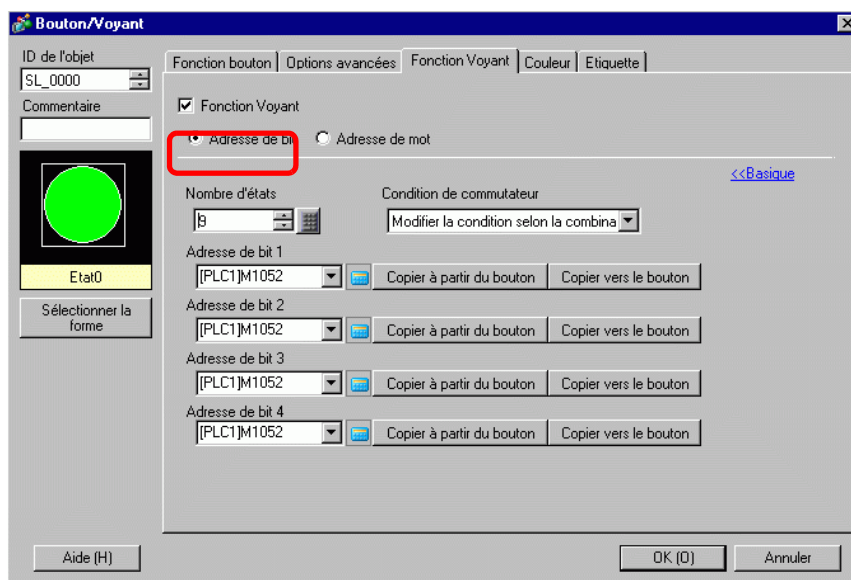 Bouton/Voyant
ID de l'objet
SL_0000
Commentaire
Etat0
Sélectionner la
forme
Fonction bouton Options avancées Fonction Voyant Couleur Etiquette
Fonction Voyant
Adresse de bit Adresse de mot
<<Basique
Nombre d'états Condition de commutateur
9 Modifier la condition selon la combina
Adresse de bit 1
[PLC1]M1052 Copier à partir du bouton Copier vers le bouton
Adresse de bit 2
[PLC1]M1052 Copier à partir du bouton Copier vers le bouton
Adresse de bit 3
[PLC1]M1052 Copier à partir du bouton Copier vers le bouton
Adresse de bit 4
[PLC1]M1052 Copier à partir du bouton Copier vers le bouton
Aide (H) OK (O) Annuler